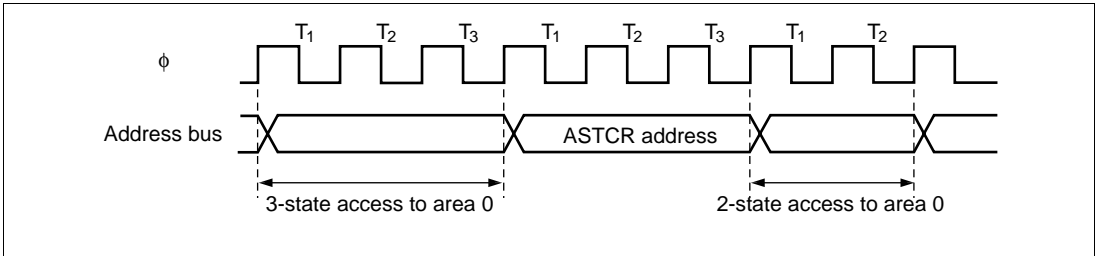 T₁ T₂ T₃ T₁ T₂ T₃ T₁ T₂
ϕ
Address bus
ASTCR address
3-state access to area 0
2-state access to area 0